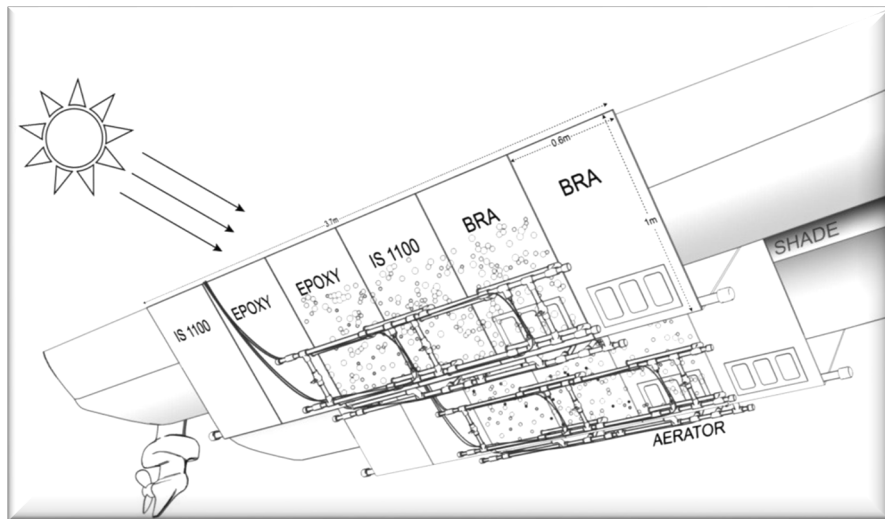 IS 1100
EPOXY
EPOXY
IS 1100
BRA
BRA
3.7m
0.6m
1m
SHADE
AERATOR